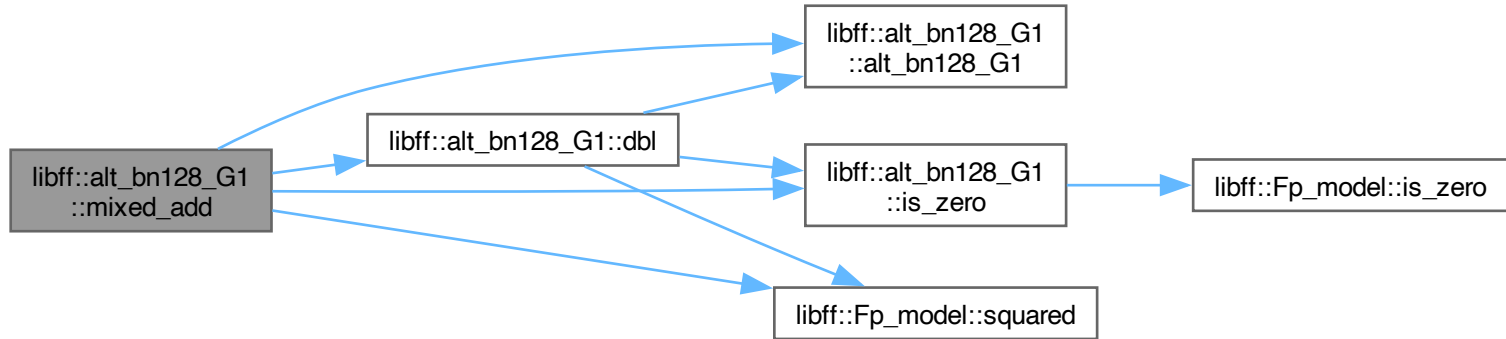 libff::alt_bn128_G1
::mixed_add
libff::alt_bn128_G1::dbl
libff::alt_bn128_G1
::alt_bn128_G1
libff::alt_bn128_G1
::is_zero
libff::Fp_model::squared
libff::Fp_model::is_zero